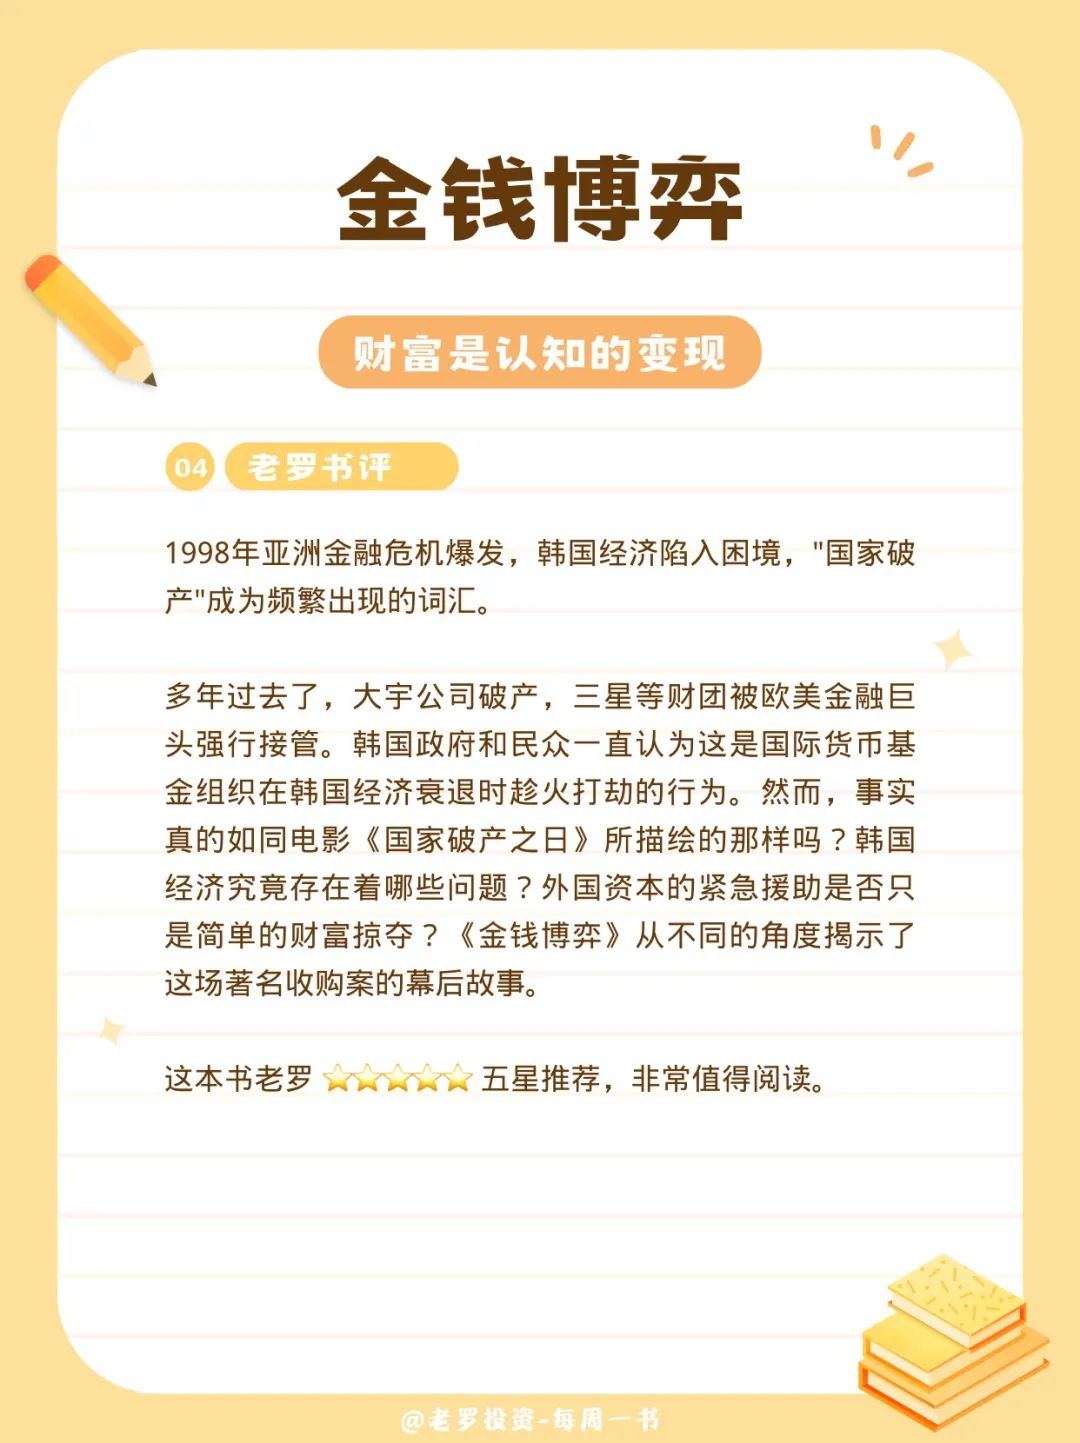 金钱博弈
财富是认知的变现
04 老罗书评
1998年亚洲金融危机爆发，韩国经济陷入困境，"国家破
产"成为频繁出现的词汇。
多年过去了，大宇公司破产，三星等财团被欧美金融巨
头强行接管。韩国政府和民众一直认为这是国际货币基
金组织在韩国经济衰退时趁火打劫的行为。然而，事实
真的如同电影《国家破产之日》所描绘的那样吗？韩国
经济究竟存在着哪些问题？外国资本的紧急援助是否只
是简单的财富掠夺？《金钱博弈》从不同的角度揭示了
这场著名收购案的幕后故事。
这本书老罗 ⭐⭐⭐⭐⭐ 五星推荐，非常值得阅读。
@老罗投资-每周一书